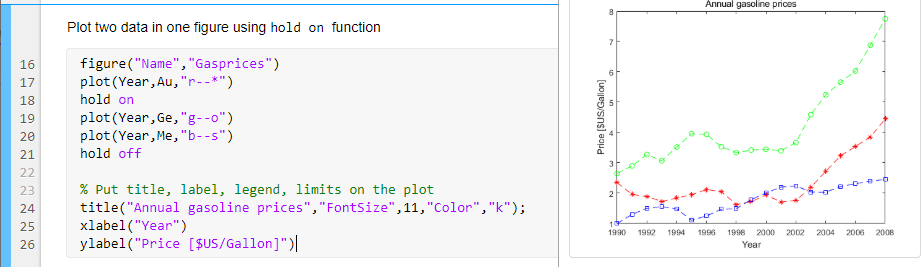 Plot two data in one figure using hold on function
16 figure("Name","Gasprices")
17 plot(Year,Au,"r--*")
18 hold on
19 plot(Year,Ge,"g--o")
20 plot(Year,Me,"b--s")
21 hold off
22
23 % Put title, label, legend, limits on the plot
24 title("Annual gasoline prices","FontSize",11,"Color","k");
25 xlabel("Year")
26 ylabel("Price [$US/Gallon]")
Annual gasoline prices
8
7
6
5
4
3
2
1
Price [$US/Gallon]
1990 1992 1994 1996 1998 2000 2002 2004 2006 2008
Year